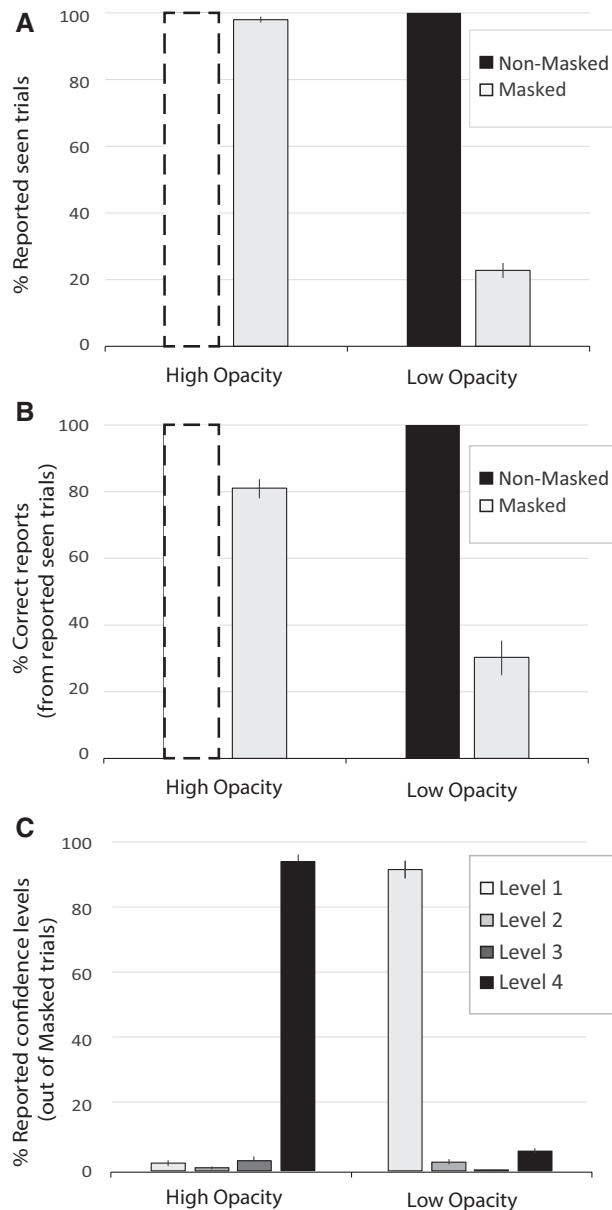 A
% Reported seen trials
100
80
60
40
20
0
Non-Masked
Masked
High Opacity
Low Opacity
B
% Correct reports
(from reported seen trials)
100
80
60
40
20
0
Non-Masked
Masked
High Opacity
Low Opacity
C
% Reported confidence levels
(out of Masked trials)
100
80
60
40
20
0
Level 1
Level 2
Level 3
Level 4
High Opacity
Low Opacity